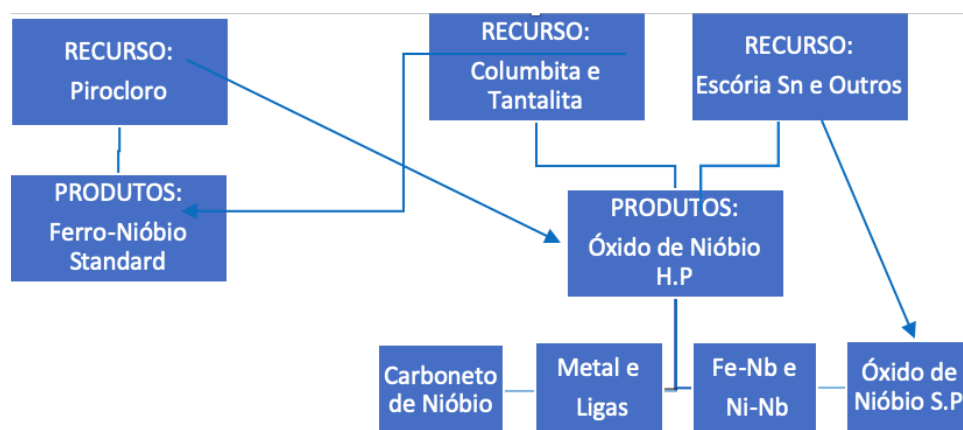 RECURSO:
Pirocloro
RECURSO:
Columbita e
Tantalita
RECURSO:
Escória Sn e Outros
PRODUTOS:
Ferro-Nióbio
Standard
PRODUTOS:
Óxido de Nióbio
H.P
Carboneto
de Nióbio
Metal e
Ligas
Fe-Nb e
Ni-Nb
Óxido de
Nióbio S.P